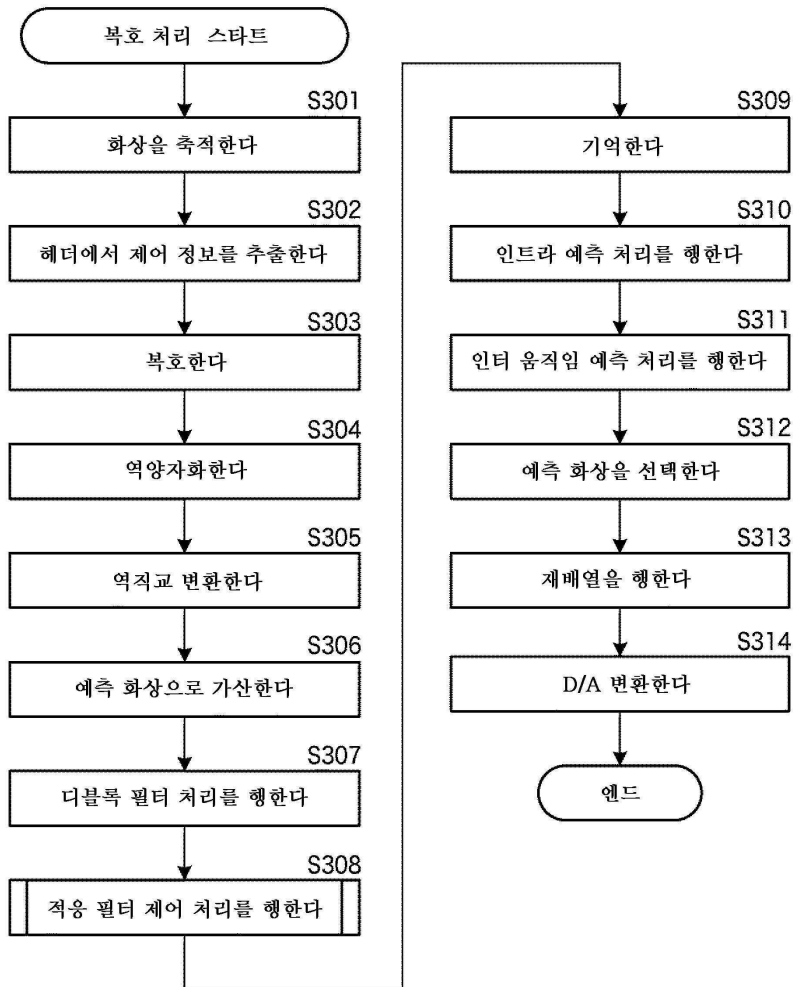 복호 처리 스타트
S301
화상을 축적한다
S302
헤더에서 제어 정보를 추출한다
S303
복호한다
S304
역양자화한다
S305
역직교 변환한다
S306
예측 화상으로 가산한다
S307
디블록 필터 처리를 행한다
S308
적응 필터 제어 처리를 행한다
S309
기억한다
S310
인트라 예측 처리를 행한다
S311
인터 움직임 예측 처리를 행한다
S312
예측 화상을 선택한다
S313
재배열을 행한다
S314
D/A 변환한다
엔드